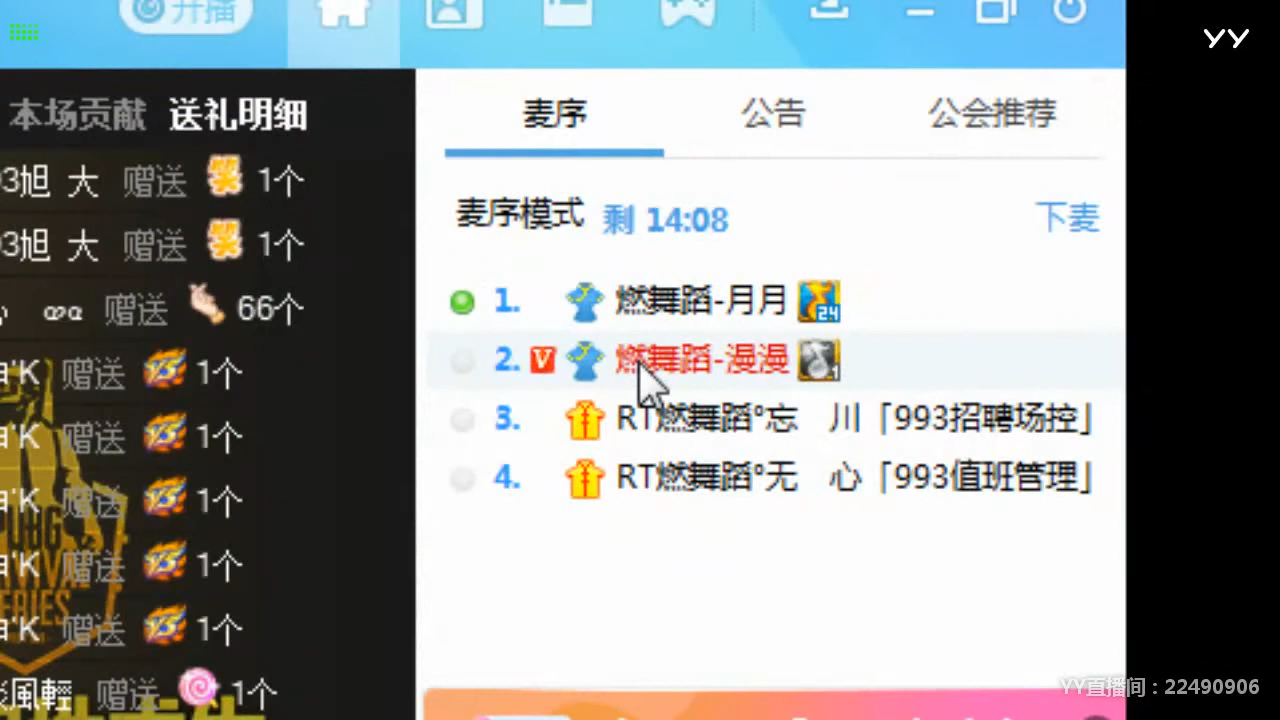 开播
YY
本场贡献 送礼明细
麦序 公告 公会推荐
3旭 大 赠送 1个
麦序模式 剩 14:08 下麦
3旭 大 赠送 1个
赠送 66个
1. 燃舞蹈-月月 24
2. V 燃舞蹈-漫漫 1
'K 赠送 1个
3. RT燃舞蹈°忘 川「993招聘场控」
'K 赠送 1个
4. RT燃舞蹈°无 心「993值班管理」
'K 赠送 1个
'K 赠送 1个
'K 赠送 1个
風輕 赠送 1个
YY直播间：22490906